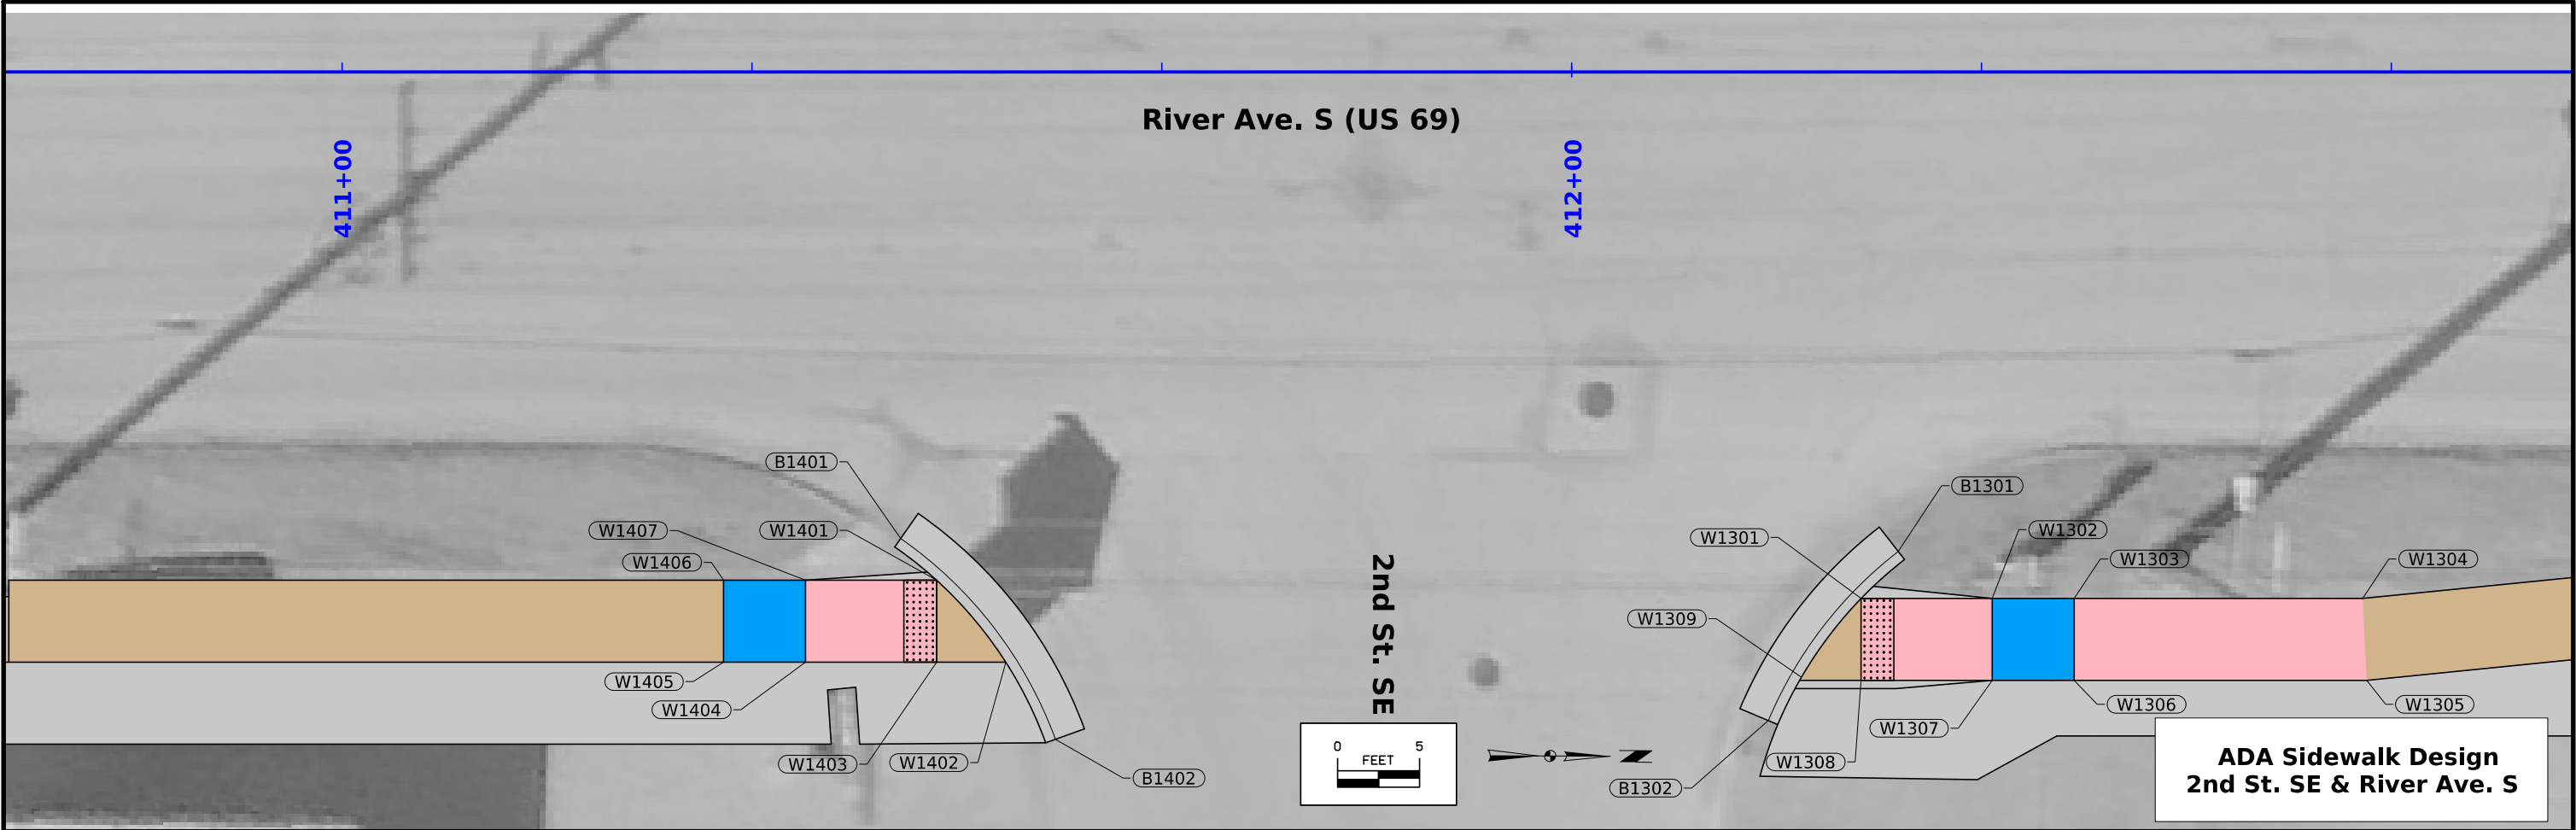 River Ave. S (US 69)
411+00
412+00
B1401
B1301
W1407
W1401
W1301
W1302
W1406
W1303
W1304
W1309
2nd St. SE
W1405
W1404
W1306
W1305
W1307
W1403
W1402
W1308
B1402
B1302
0 5
FEET
ADA Sidewalk Design
2nd St. SE & River Ave. S